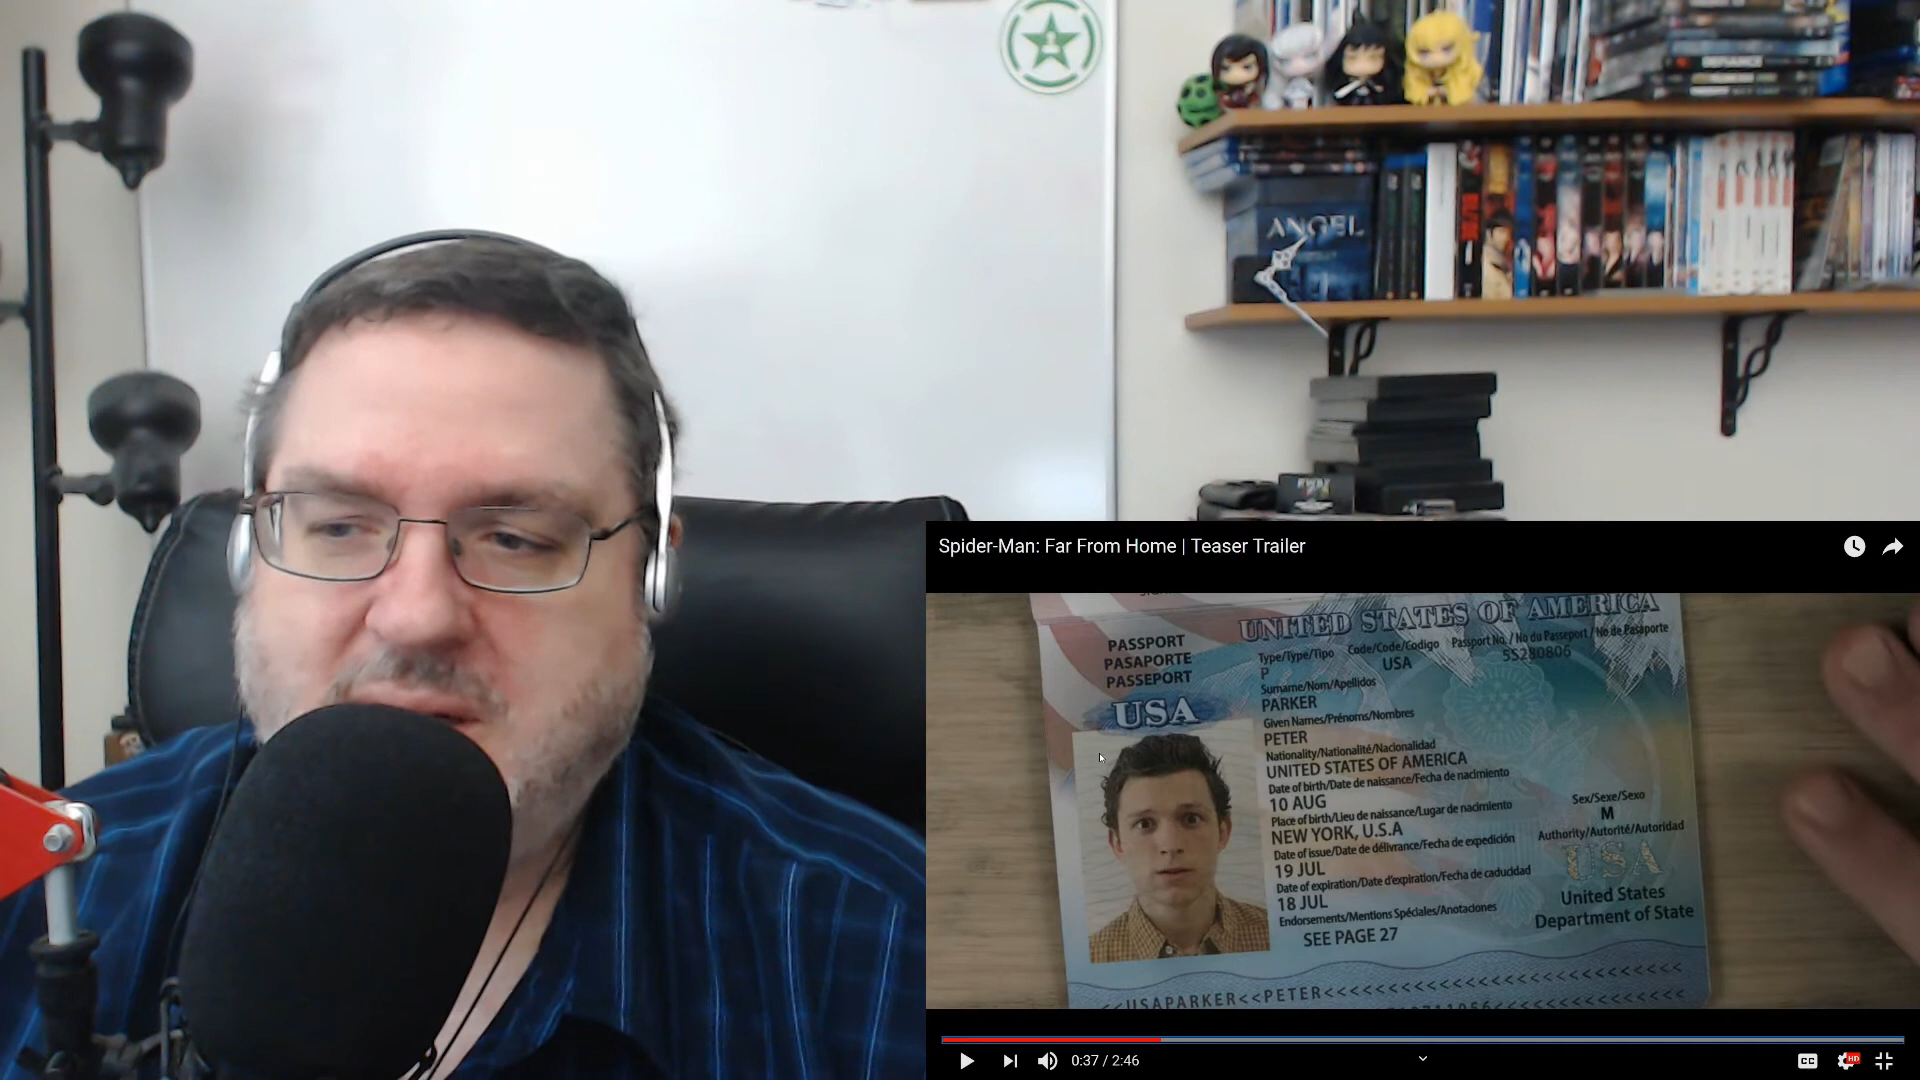 DEFIANCE
ANGEL
Spider-Man: Far From Home | Teaser Trailer
UNITED STATES OF AMERICA
PASSPORT
PASAPORTE
PASSEPORT
USA
Type/Type/Tipo
Code/Code/Codigo
Passport No. / No du Passeport / No de Pasaporte
P
USA
55280806
Surname/Nom/Apellidos
PARKER
Given Names/Prénoms/Nombres
PETER
Nationality/Nationalité/Nacionalidad
UNITED STATES OF AMERICA
Date of birth/Date de naissance/Fecha de nacimiento
10 AUG
Place of birth/Lieu de naissance/Lugar de nacimiento
NEW YORK, U.S.A
Date of issue/Date de délivrance/Fecha de expedición
19 JUL
Date of expiration/Date d'expiration/Fecha de caducidad
18 JUL
Endorsements/Mentions Spéciales/Anotaciones
SEE PAGE 27
Sex/Sexe/Sexo
M
Authority/Autorité/Autoridad
USA
United States
Department of State
<<USAPARKER<<PETER<<<<<<<<<<<<<<<<<<<<<<<<
0:37 / 2:46
CC
HD